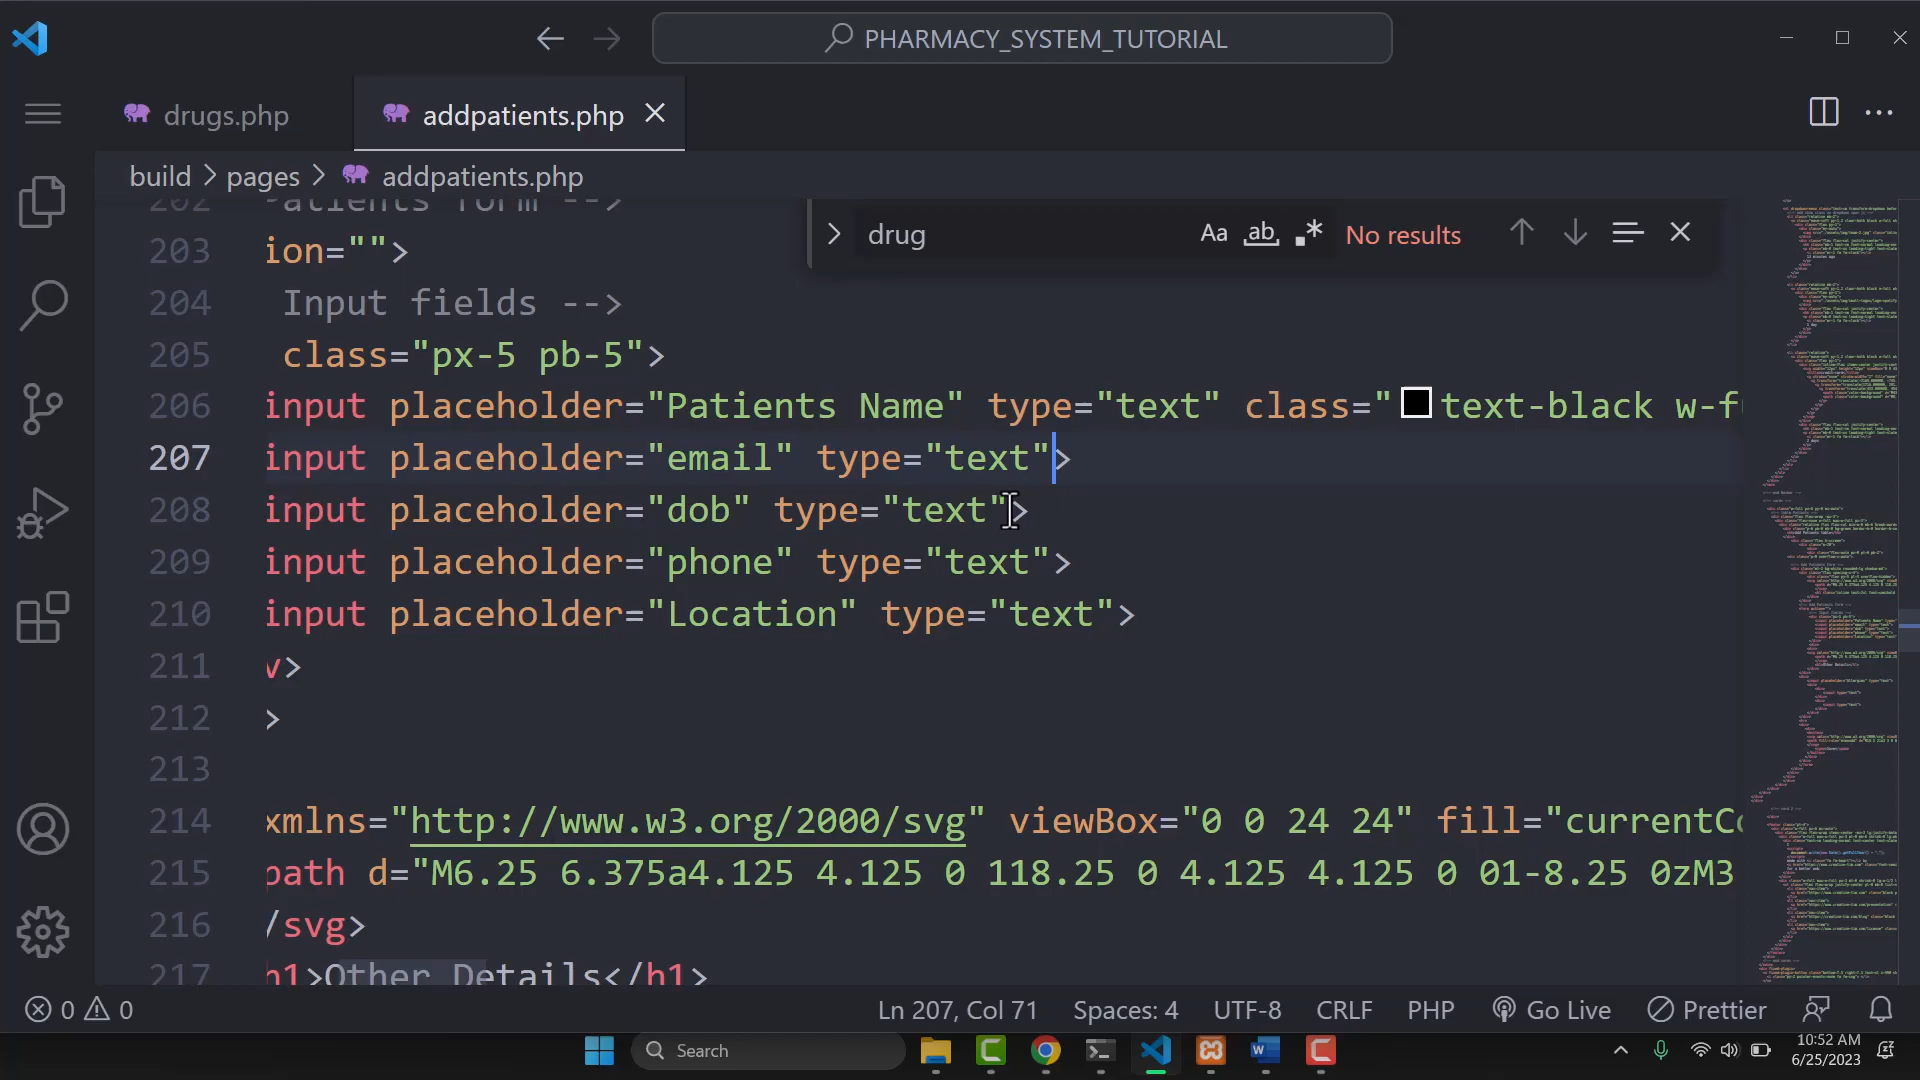 PHARMACY_SYSTEM_TUTORIAL
drugs.php
addpatients.php
build > pages > addpatients.php
drug
Aa
ab
.*
No results
202 Patients form -->
203 ion="">
204 Input fields -->
205 class="px-5 pb-5">
206 input placeholder="Patients Name" type="text" class="text-black w-f
207 input placeholder="email" type="text">
208 input placeholder="dob" type="text">
209 input placeholder="phone" type="text">
210 input placeholder="Location" type="text">
211 v>
212 >
213
214 xmlns="http://www.w3.org/2000/svg" viewBox="0 0 24 24" fill="currentCo
215 path d="M6.25 6.375a4.125 4.125 0 118.25 0 4.125 4.125 0 01-8.25 0zM3
216 /svg>
217 h1>Other Details</h1>
0 0
Ln 207, Col 71
Spaces: 4
UTF-8
CRLF
PHP
Go Live
Prettier
Search
10:52 AM
6/25/2023